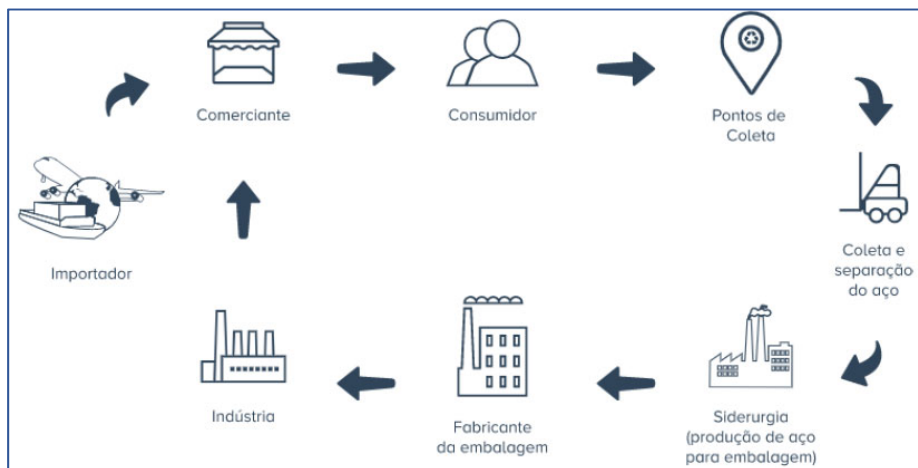 Comerciante
Consumidor
Pontos de
Coleta
Importador
Coleta e
separação
do aço
Indústria
Fabricante
da embalagem
Siderurgia
(produção de aço
para embalagem)